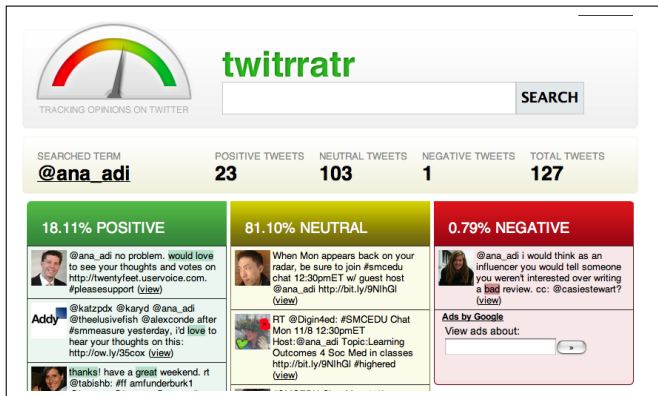 twitrratr
SEARCH
TRACKING OPINIONS ON TWITTER
SEARCHED TERM
@ana_adi
POSITIVE TWEETS
23
NEUTRAL TWEETS
103
NEGATIVE TWEETS
1
TOTAL TWEETS
127
18.11% POSITIVE
@ana_adi no problem. would love
to see your thoughts and votes on
http://twentyfeet.uservoice.com.
#pleasesupport (view)
Addy
@katzpdx @karyd @ana_adi
@theelusivefish @alexconde after
#smmeasure yesterday, i'd love to
hear your thoughts on this:
http://ow.ly/35cox (view)
thanks! have a great weekend. rt
@tabishb: #ff amfunderburk1
81.10% NEUTRAL
When Mon appears back on your
radar, be sure to join #smcedu
chat 12:30pmET w/ guest host
@ana_adi http://bit.ly/9NIhGl
(view)
RT @Digin4ed: #SMCEDU Chat
Mon 11/8 12:30pmET
Host:@ana_adi Topic:Learning
Outcomes 4 Soc Med in classes
http://bit.ly/9NIhGl #highered
(view)
0.79% NEGATIVE
@ana_adi i would think as an
influencer you would tell someone
you weren't interested over writing
a bad review. cc: @casiestewart?
(view)
Ads by Google
View ads about:
»